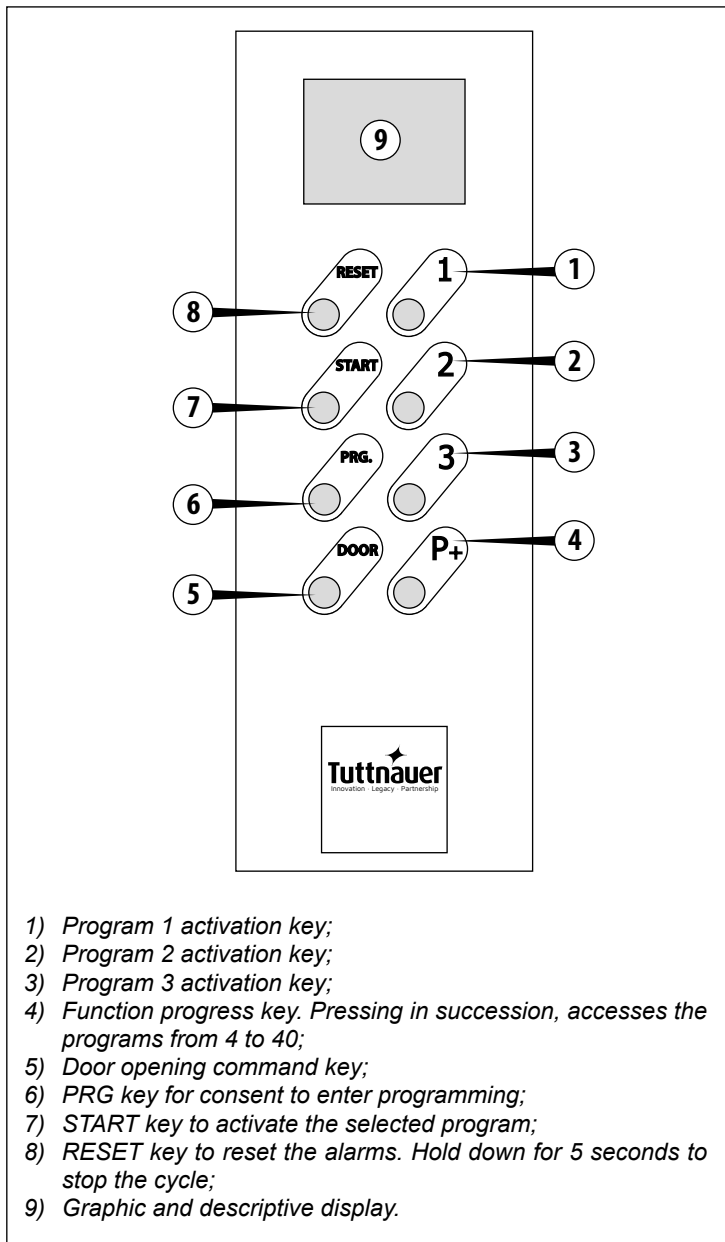 9
RESET
1
1
8
START
2
2
7
PRG.
3
3
6
DOOR
P+
4
5
Tuttnauer
Innovation · Legacy · Partnership
1) Program 1 activation key;
2) Program 2 activation key;
3) Program 3 activation key;
4) Function progress key. Pressing in succession, accesses the
programs from 4 to 40;
5) Door opening command key;
6) PRG key for consent to enter programming;
7) START key to activate the selected program;
8) RESET key to reset the alarms. Hold down for 5 seconds to
stop the cycle;
9) Graphic and descriptive display.